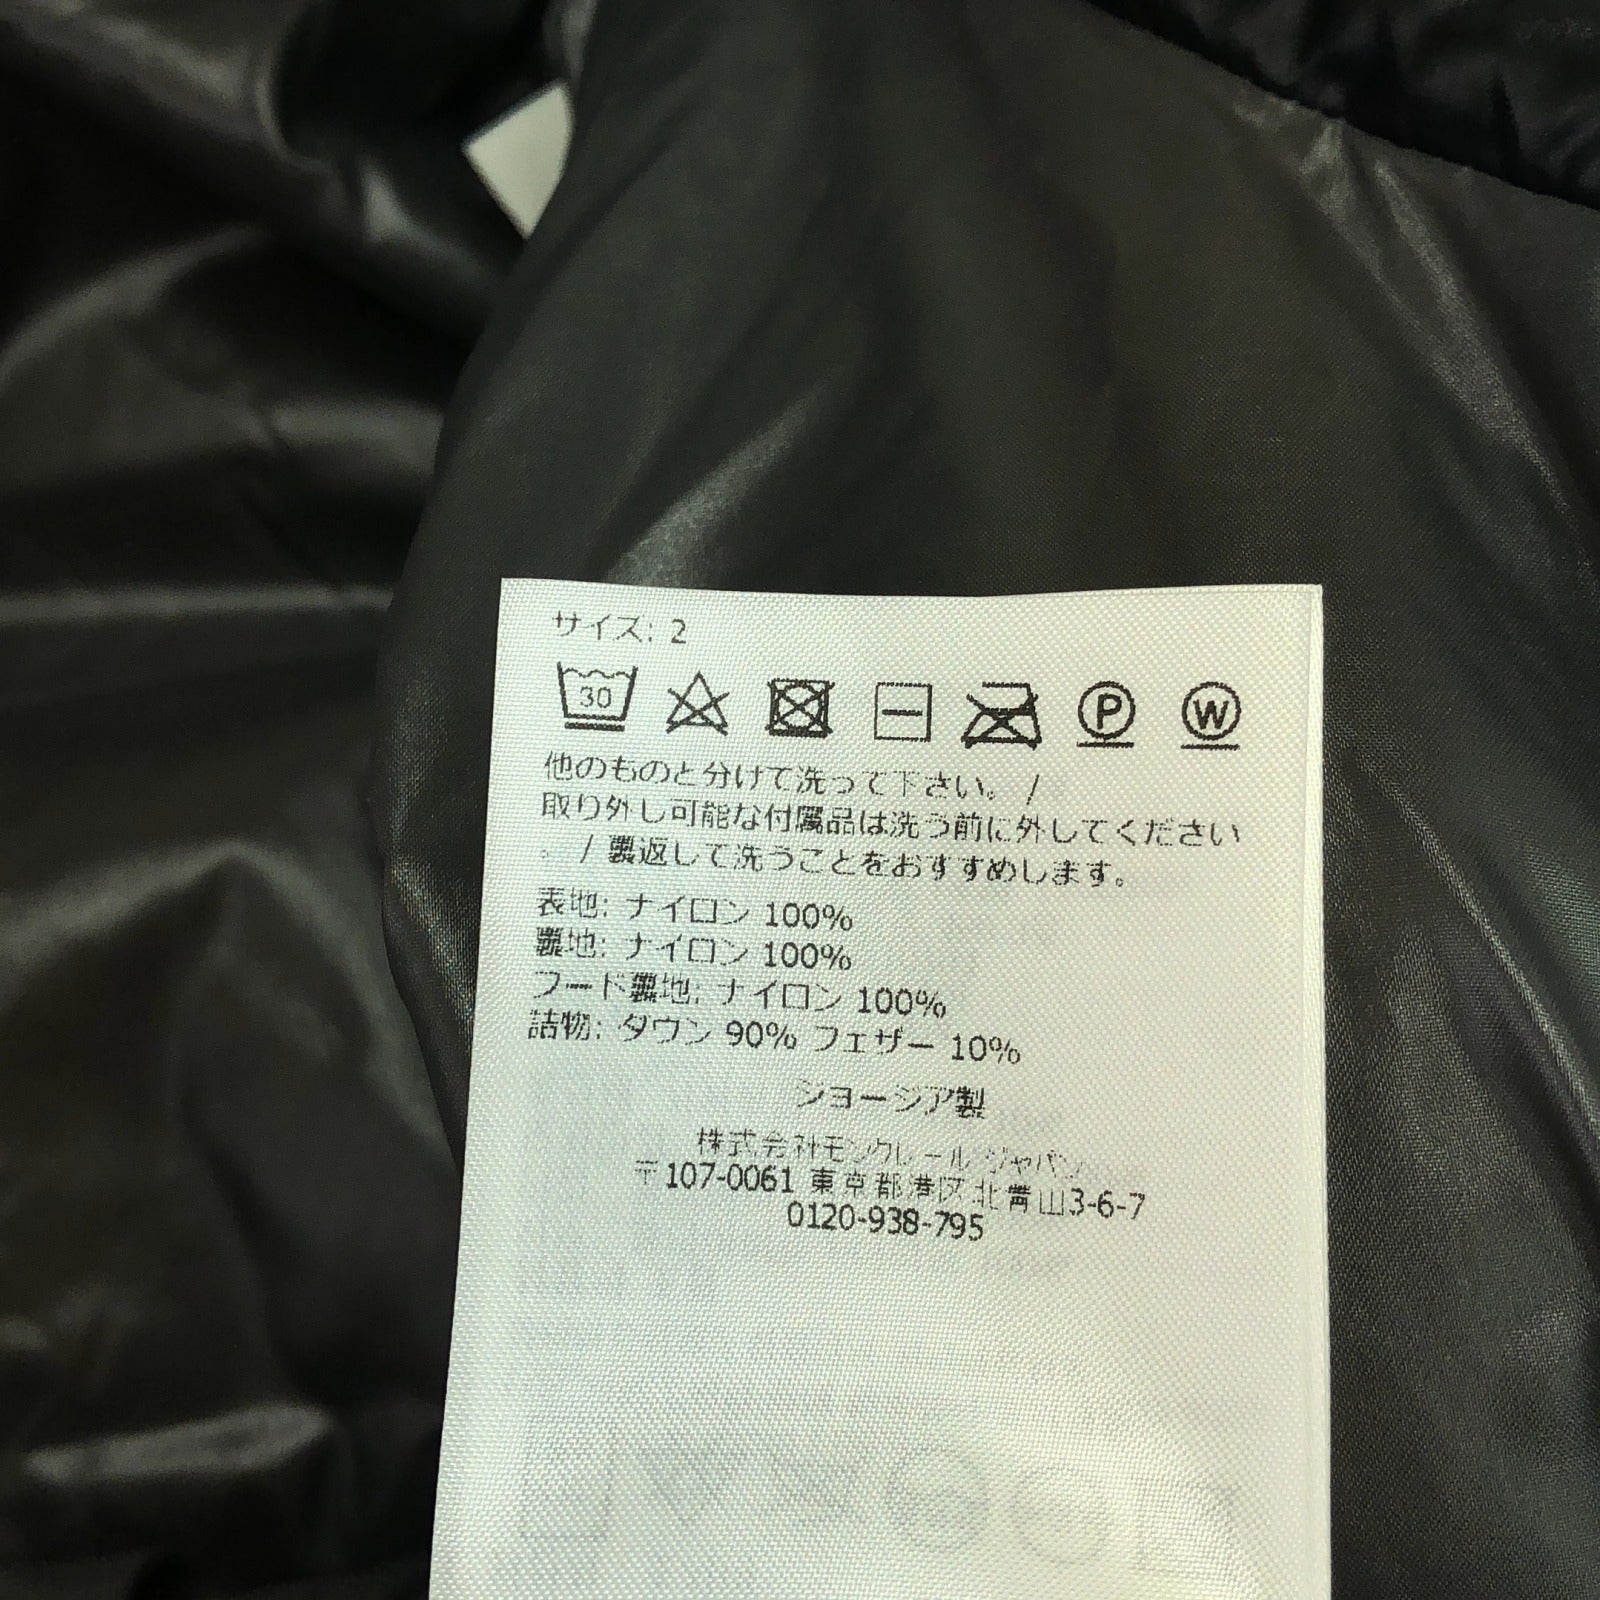 サイズ: 2
30 P W
他のものと分けて洗って下さい。 /
取り外し可能な付属品は洗う前に外してください
。 / 裏返して洗うことをおすすめします。
表地: ナイロン 100%
裏地: ナイロン 100%
フード裏地: ナイロン 100%
詰物: ダウン 90% フェザー 10%
ジョージア製
株式会社モンクレール ジャパン
〒107-0061 東京都港区北青山3-6-7
0120-938-795